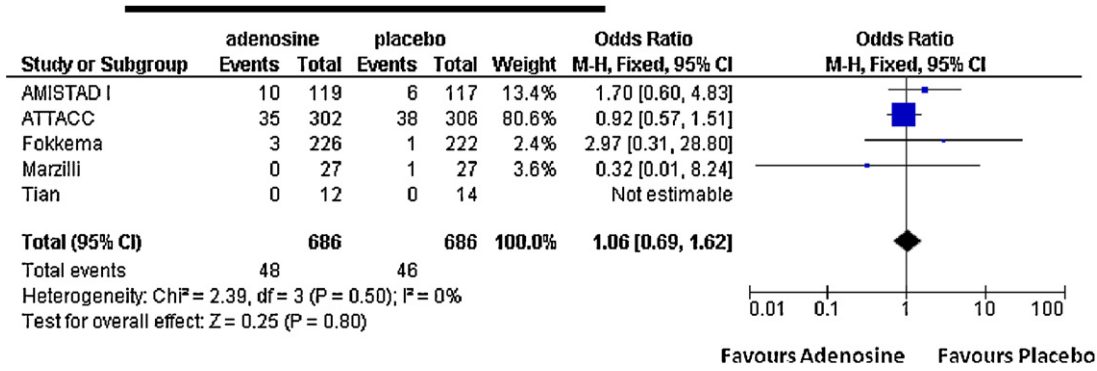 adenosine placebo Odds Ratio Odds Ratio
Study or Subgroup Events Total Events Total Weight M-H, Fixed, 95% CI M-H, Fixed, 95% CI
AMISTAD I 10 119 6 117 13.4% 1.70 [0.60, 4.83]
ATTACC 35 302 38 306 80.6% 0.92 [0.57, 1.51]
Fokkema 3 226 1 222 2.4% 2.97 [0.31, 28.80]
Marzilli 0 27 1 27 3.6% 0.32 [0.01, 8.24]
Tian 0 12 0 14 Not estimable
Total (95% CI) 686 686 100.0% 1.06 [0.69, 1.62]
Total events 48 46
Heterogeneity: Chi² = 2.39, df = 3 (P = 0.50); I² = 0%
Test for overall effect: Z = 0.25 (P = 0.80)
0.01 0.1 1 10 100
Favours Adenosine Favours Placebo